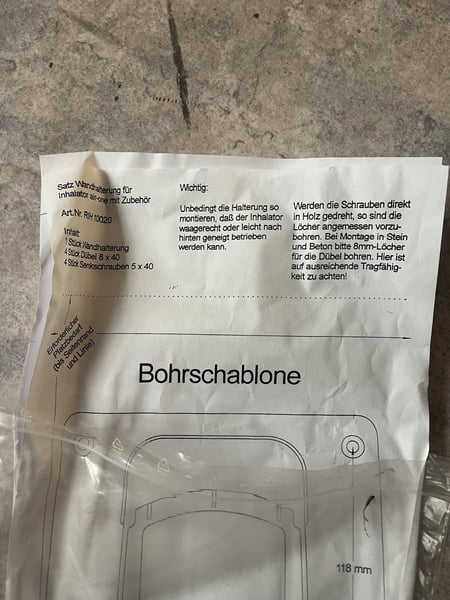 Satz Wandhalterung für
Inhalator air-one mit Zubehör
Art.Nr. RIH 10020
Inhalt:
1 Stück Wandhalterung
4 Stück Dübel 8 x 40
4 Stück Senkschrauben 5 x 40
Wichtig:
Unbedingt die Halterung so
montieren, daß der Inhalator
waagerecht oder leicht nach
hinten geneigt betrieben
werden kann.
Werden die Schrauben direkt
in Holz gedreht, so sind die
Löcher angemessen vorzu-
bohren. Bei Montage in Stein
und Beton bitte 8mm-Löcher
für die Dübel bohren. Hier ist
auf ausreichende Tragfähig-
keit zu achten!
Erforderlicher
Platzbedarf
(bis Seitenrand
und Linie)
Bohrschablone
118 mm